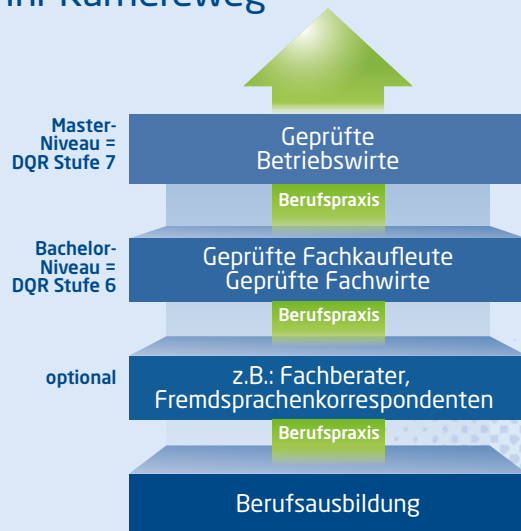 Ihr Karriereweg
Master-
Niveau =
DQR Stufe 7
Geprüfte
Betriebswirte
Berufspraxis
Bachelor-
Niveau =
DQR Stufe 6
Geprüfte Fachkaufleute
Geprüfte Fachwirte
Berufspraxis
optional
z.B.: Fachberater,
Fremdsprachenkorrespondenten
Berufspraxis
Berufsausbildung